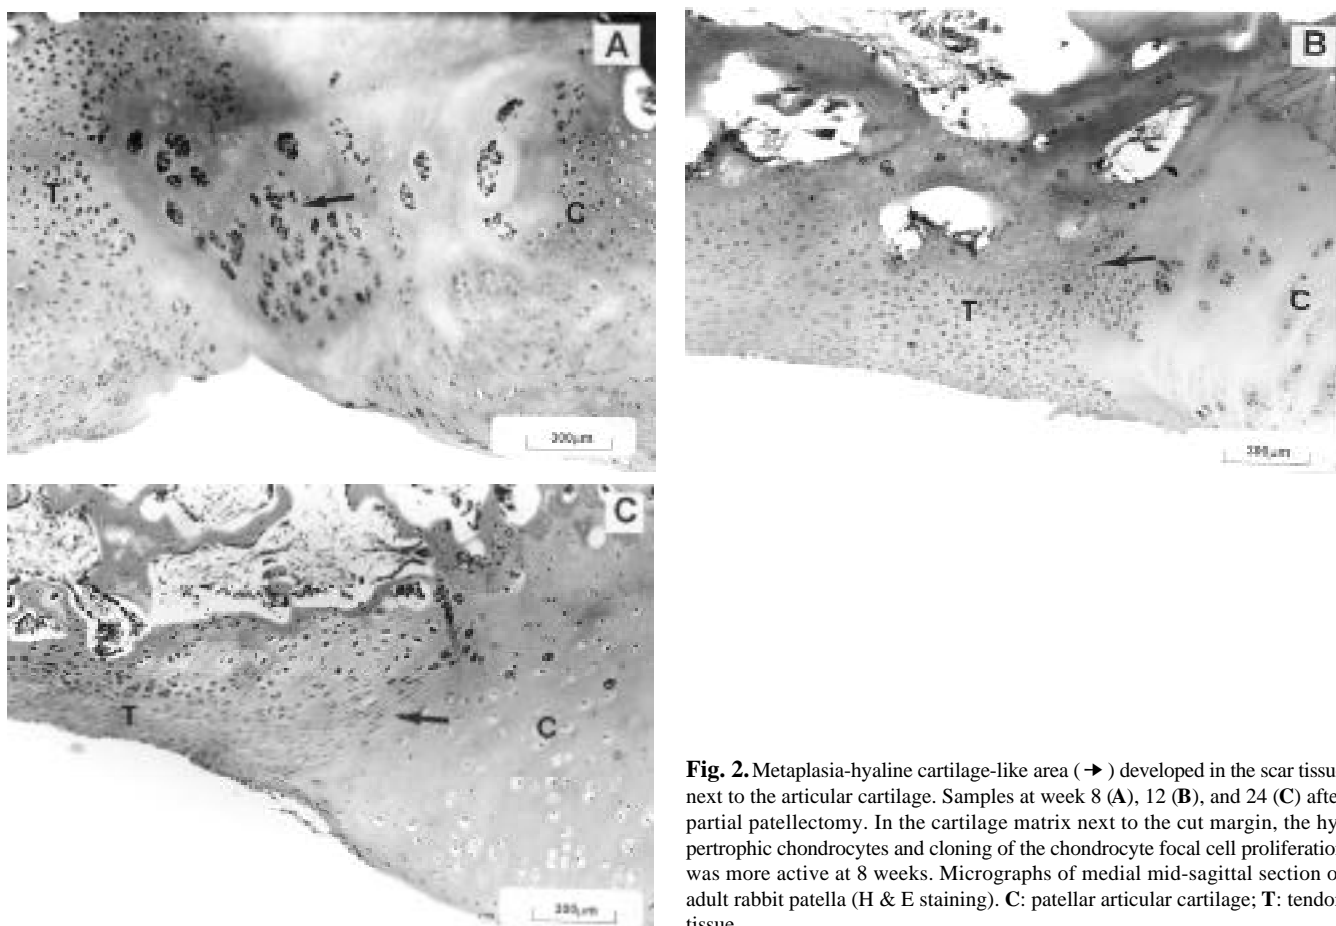 A
T
C
300µm
B
T
C
C
T
C
Fig. 2. Metaplasia-hyaline cartilage-like area (→) developed in the scar tissu
next to the articular cartilage. Samples at week 8 (A), 12 (B), and 24 (C) afte
partial patellectomy. In the cartilage matrix next to the cut margin, the hy
pertrophic chondrocytes and cloning of the chondrocyte focal cell proliferation
was more active at 8 weeks. Micrographs of medial mid-sagittal section o
adult rabbit patella (H & E staining). C: patellar articular cartilage; T: tendon
tissue